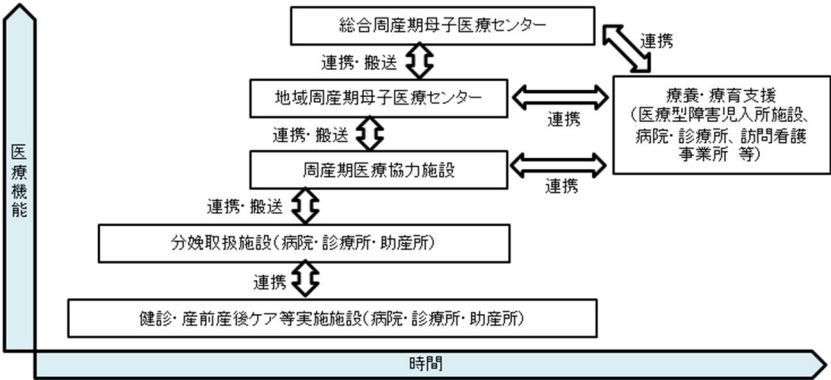 総合周産期母子医療センター
連携
連携・搬送
地域周産期母子医療センター
連携
療養・療育支援
(医療型障害児入所施設、
病院・診療所、訪問看護
事業所 等)
連携・搬送
周産期医療協力施設
連携
連携・搬送
分娩取扱施設(病院・診療所・助産所)
連携
健診・産前産後ケア等実施施設(病院・診療所・助産所)
医療機能
時間